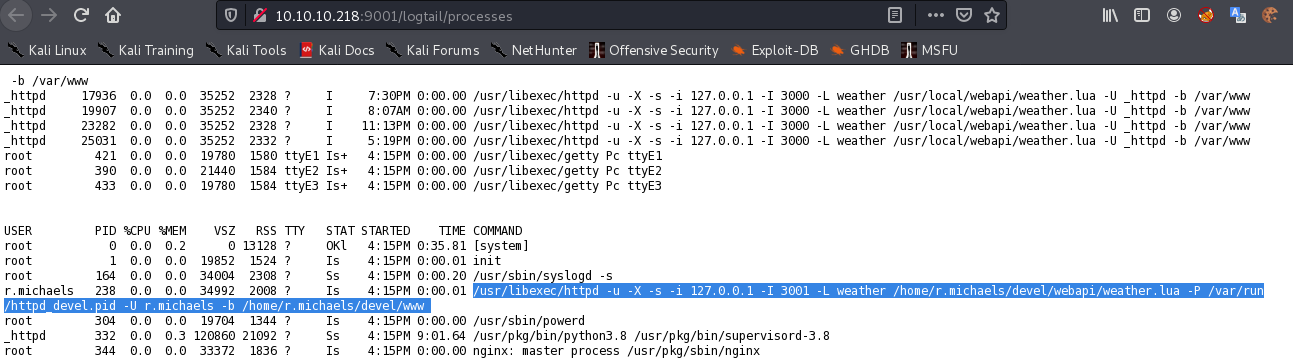 10.10.10.218:9001/logtail/processes
Kali Linux Kali Training Kali Tools Kali Docs Kali Forums NetHunter Offensive Security Exploit-DB GHDB MSFU
-b /var/www
_httpd 17936 0.0 0.0 35252 2328 ? I 7:30PM 0:00.00 /usr/libexec/httpd -u -X -s -i 127.0.0.1 -I 3000 -L weather /usr/local/webapi/weather.lua -U _httpd -b /var/www
_httpd 19907 0.0 0.0 35252 2340 ? I 8:07AM 0:00.00 /usr/libexec/httpd -u -X -s -i 127.0.0.1 -I 3000 -L weather /usr/local/webapi/weather.lua -U _httpd -b /var/www
_httpd 23282 0.0 0.0 35252 2328 ? I 11:13PM 0:00.00 /usr/libexec/httpd -u -X -s -i 127.0.0.1 -I 3000 -L weather /usr/local/webapi/weather.lua -U _httpd -b /var/www
_httpd 25031 0.0 0.0 35252 2332 ? I 5:19PM 0:00.00 /usr/libexec/httpd -u -X -s -i 127.0.0.1 -I 3000 -L weather /usr/local/webapi/weather.lua -U _httpd -b /var/www
root 421 0.0 0.0 19780 1580 ttyE1 Is+ 4:15PM 0:00.00 /usr/libexec/getty Pc ttyE1
root 390 0.0 0.0 21440 1584 ttyE2 Is+ 4:15PM 0:00.00 /usr/libexec/getty Pc ttyE2
root 433 0.0 0.0 19780 1584 ttyE3 Is+ 4:15PM 0:00.00 /usr/libexec/getty Pc ttyE3
USER PID %CPU %MEM VSZ RSS TTY STAT STARTED TIME COMMAND
root 0 0.0 0.2 0 13128 ? OKl 4:15PM 0:35.81 [system]
root 1 0.0 0.0 19852 1524 ? Is 4:15PM 0:00.01 init
root 164 0.0 0.0 34004 2308 ? Ss 4:15PM 0:00.20 /usr/sbin/syslogd -s
r.michaels 238 0.0 0.0 34992 2008 ? Is 4:15PM 0:00.01 /usr/libexec/httpd -u -X -s -i 127.0.0.1 -I 3001 -L weather /home/r.michaels/devel/webapi/weather.lua -P /var/run
/httpd_devel.pid -U r.michaels -b /home/r.michaels/devel/www
root 304 0.0 0.0 19704 1344 ? Is 4:15PM 0:00.00 /usr/sbin/powerd
_httpd 332 0.0 0.3 120860 21092 ? Ss 4:15PM 9:01.64 /usr/pkg/bin/python3.8 /usr/pkg/bin/supervisord-3.8
root 344 0.0 0.0 33372 1836 ? Is 4:15PM 0:00.00 nginx: master process /usr/pkg/sbin/nginx